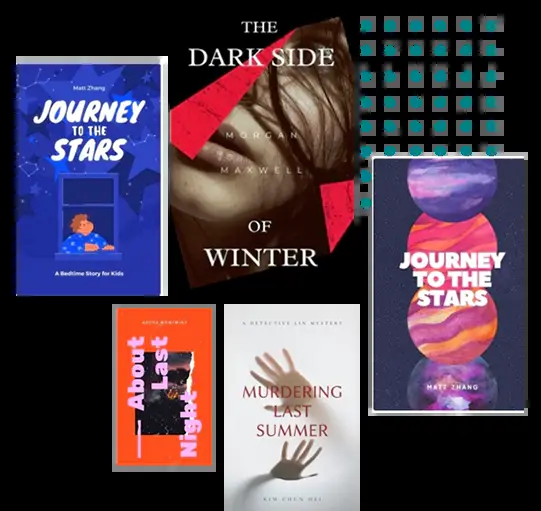 Matt Zhang
JOURNEY
TO THE
STARS
A Bedtime Story for Kids
THE
DARK SIDE
MORGAN
MAXWELL
OF
WINTER
JOURNEY
TO THE
STARS
MATT ZHANG
About
Last
Night
A DETECTIVE LIN MYSTERY
MURDERING
LAST
SUMMER
KIM CHUN HEI